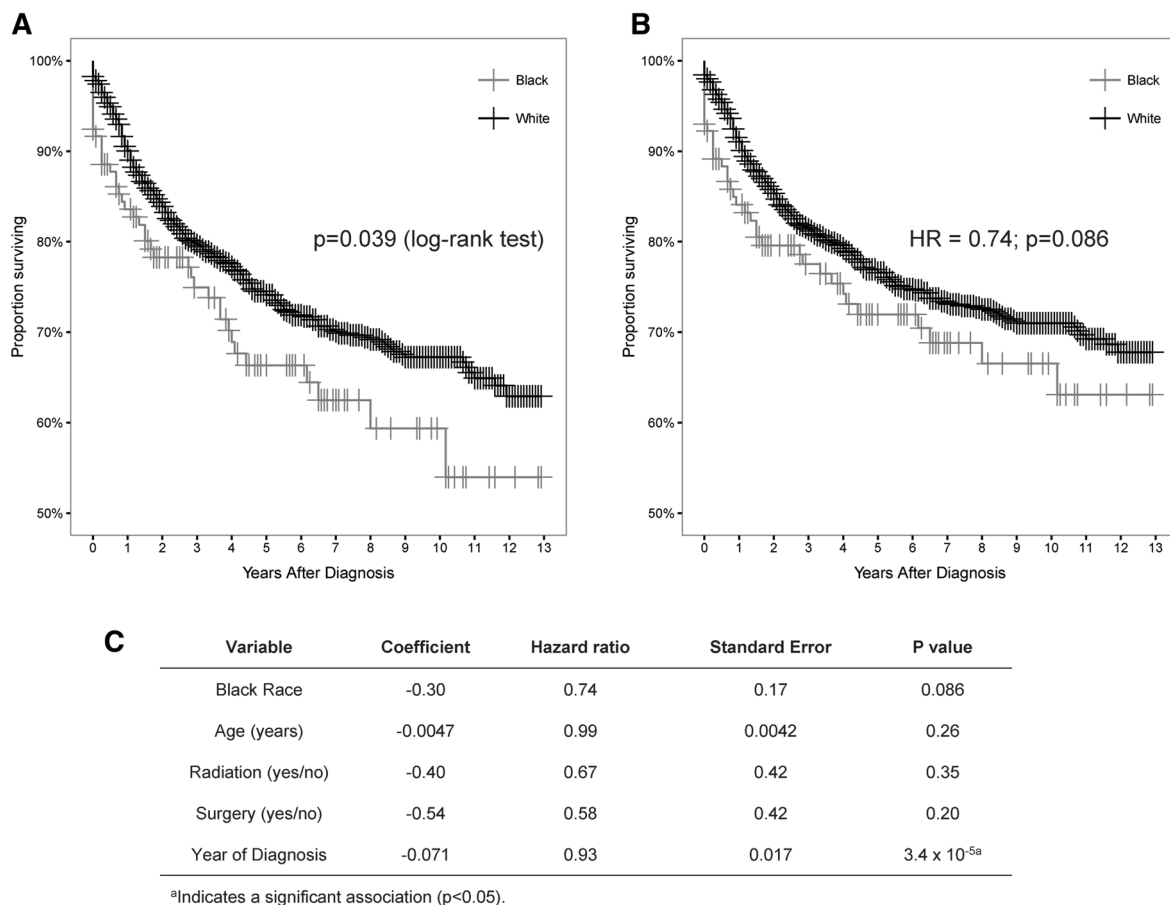 A
100%
90%
80%
70%
60%
50%
Proportion surviving
Black
White
p=0.039 (log-rank test)
0 1 2 3 4 5 6 7 8 9 10 11 12 13
Years After Diagnosis
B
100%
90%
80%
70%
60%
50%
Proportion surviving
Black
White
HR = 0.74; p=0.086
0 1 2 3 4 5 6 7 8 9 10 11 12 13
Years After Diagnosis
C
Variable Coefficient Hazard ratio Standard Error P value
Black Race -0.30 0.74 0.17 0.086
Age (years) -0.0047 0.99 0.0042 0.26
Radiation (yes/no) -0.40 0.67 0.42 0.35
Surgery (yes/no) -0.54 0.58 0.42 0.20
Year of Diagnosis -0.071 0.93 0.017 3.4 x 10⁻⁵ᵃ
ᵃIndicates a significant association (p<0.05).